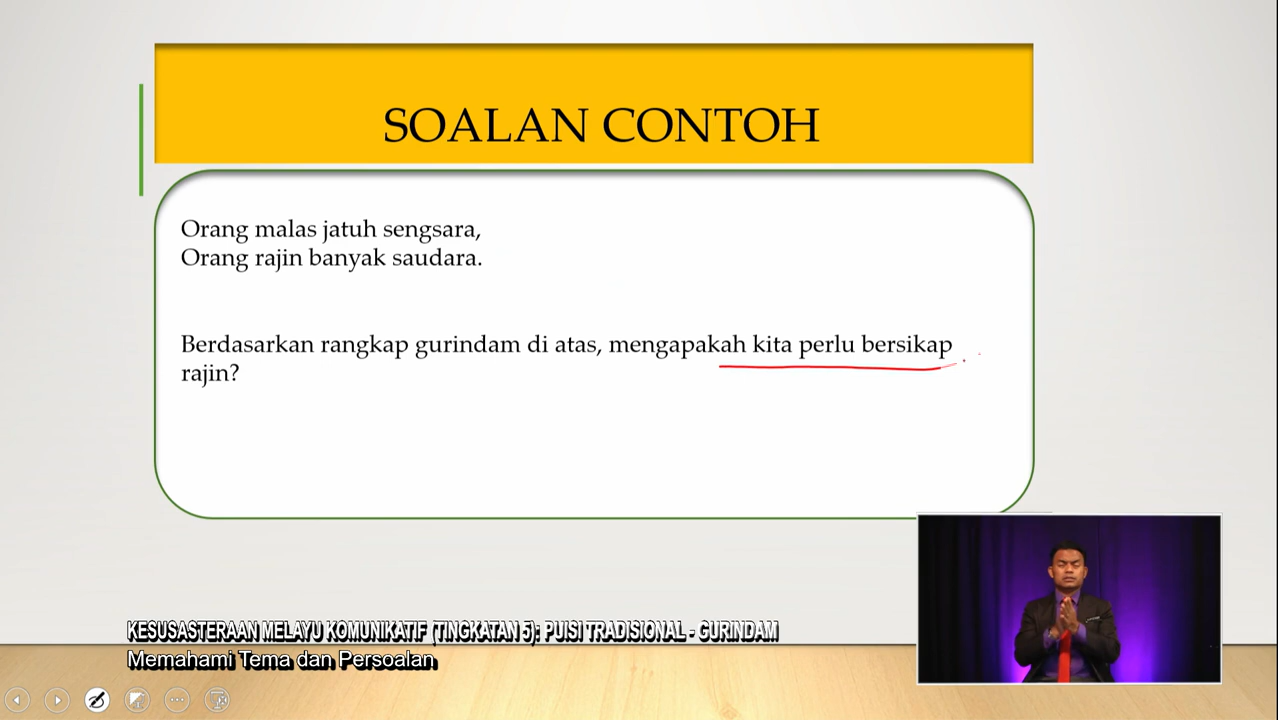 SOALAN CONTOH
Orang malas jatuh sengsara,
Orang rajin banyak saudara.
Berdasarkan rangkap gurindam di atas, mengapakah kita perlu bersikap
rajin?
KESUSASTERAAN MELAYU KOMUNIKATIF (TINGKATAN 5): PUISI TRADISIONAL - GURINDAM
Memahami Tema dan Persoalan